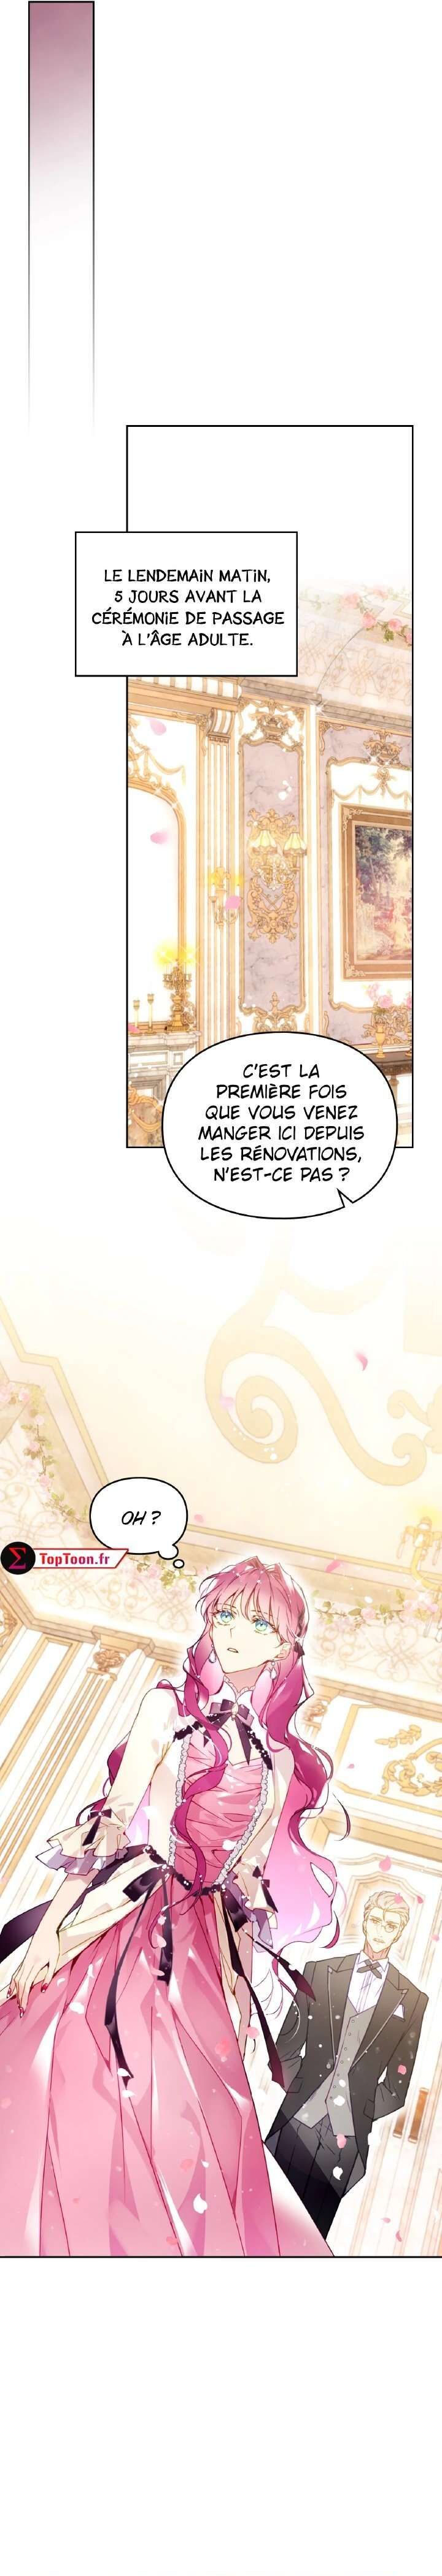 LE LENDEMAIN MATIN,
5 JOURS AVANT LA
CÉRÉMONIE DE PASSAGE
À L'ÂGE ADULTE.
C'EST LA
PREMIÈRE FOIS
QUE VOUS VENEZ
MANGER ICI DEPUIS
LES RÉNOVATIONS,
N'EST-CE PAS ?
OH ?
TopToon.fr